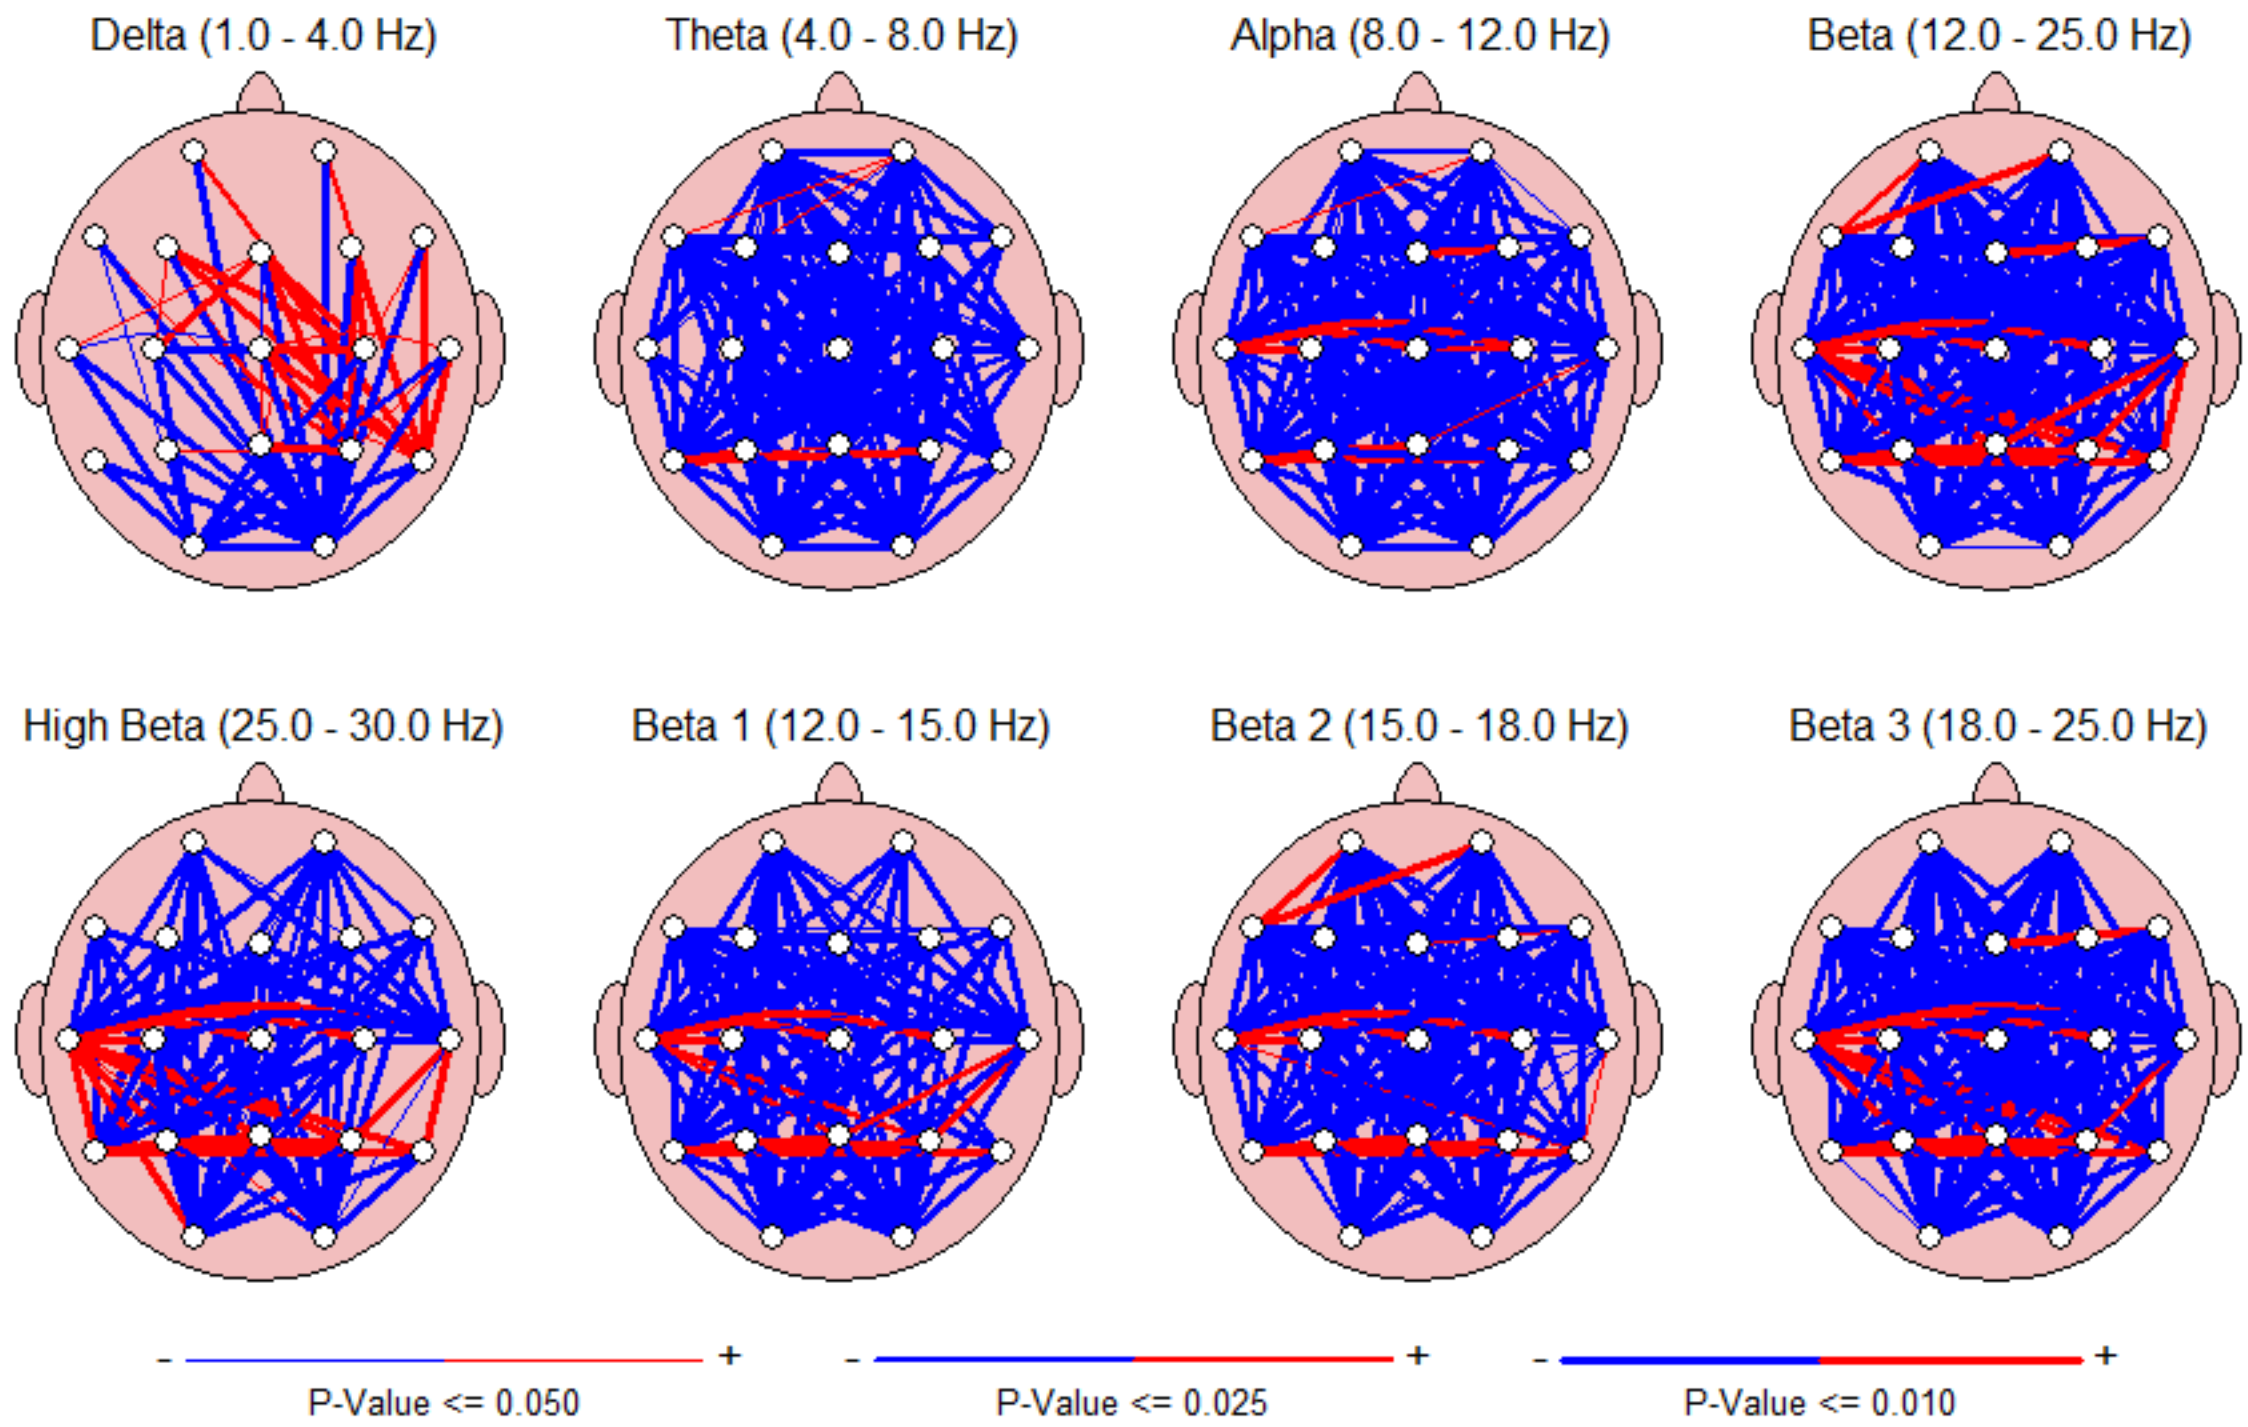 Delta (1.0 - 4.0 Hz) Theta (4.0 - 8.0 Hz) Alpha (8.0 - 12.0 Hz) Beta (12.0 - 25.0 Hz)
High Beta (25.0 - 30.0 Hz) Beta 1 (12.0 - 15.0 Hz) Beta 2 (15.0 - 18.0 Hz) Beta 3 (18.0 - 25.0 Hz)
- + - + - +
P-Value <= 0.050 P-Value <= 0.025 P-Value <= 0.010